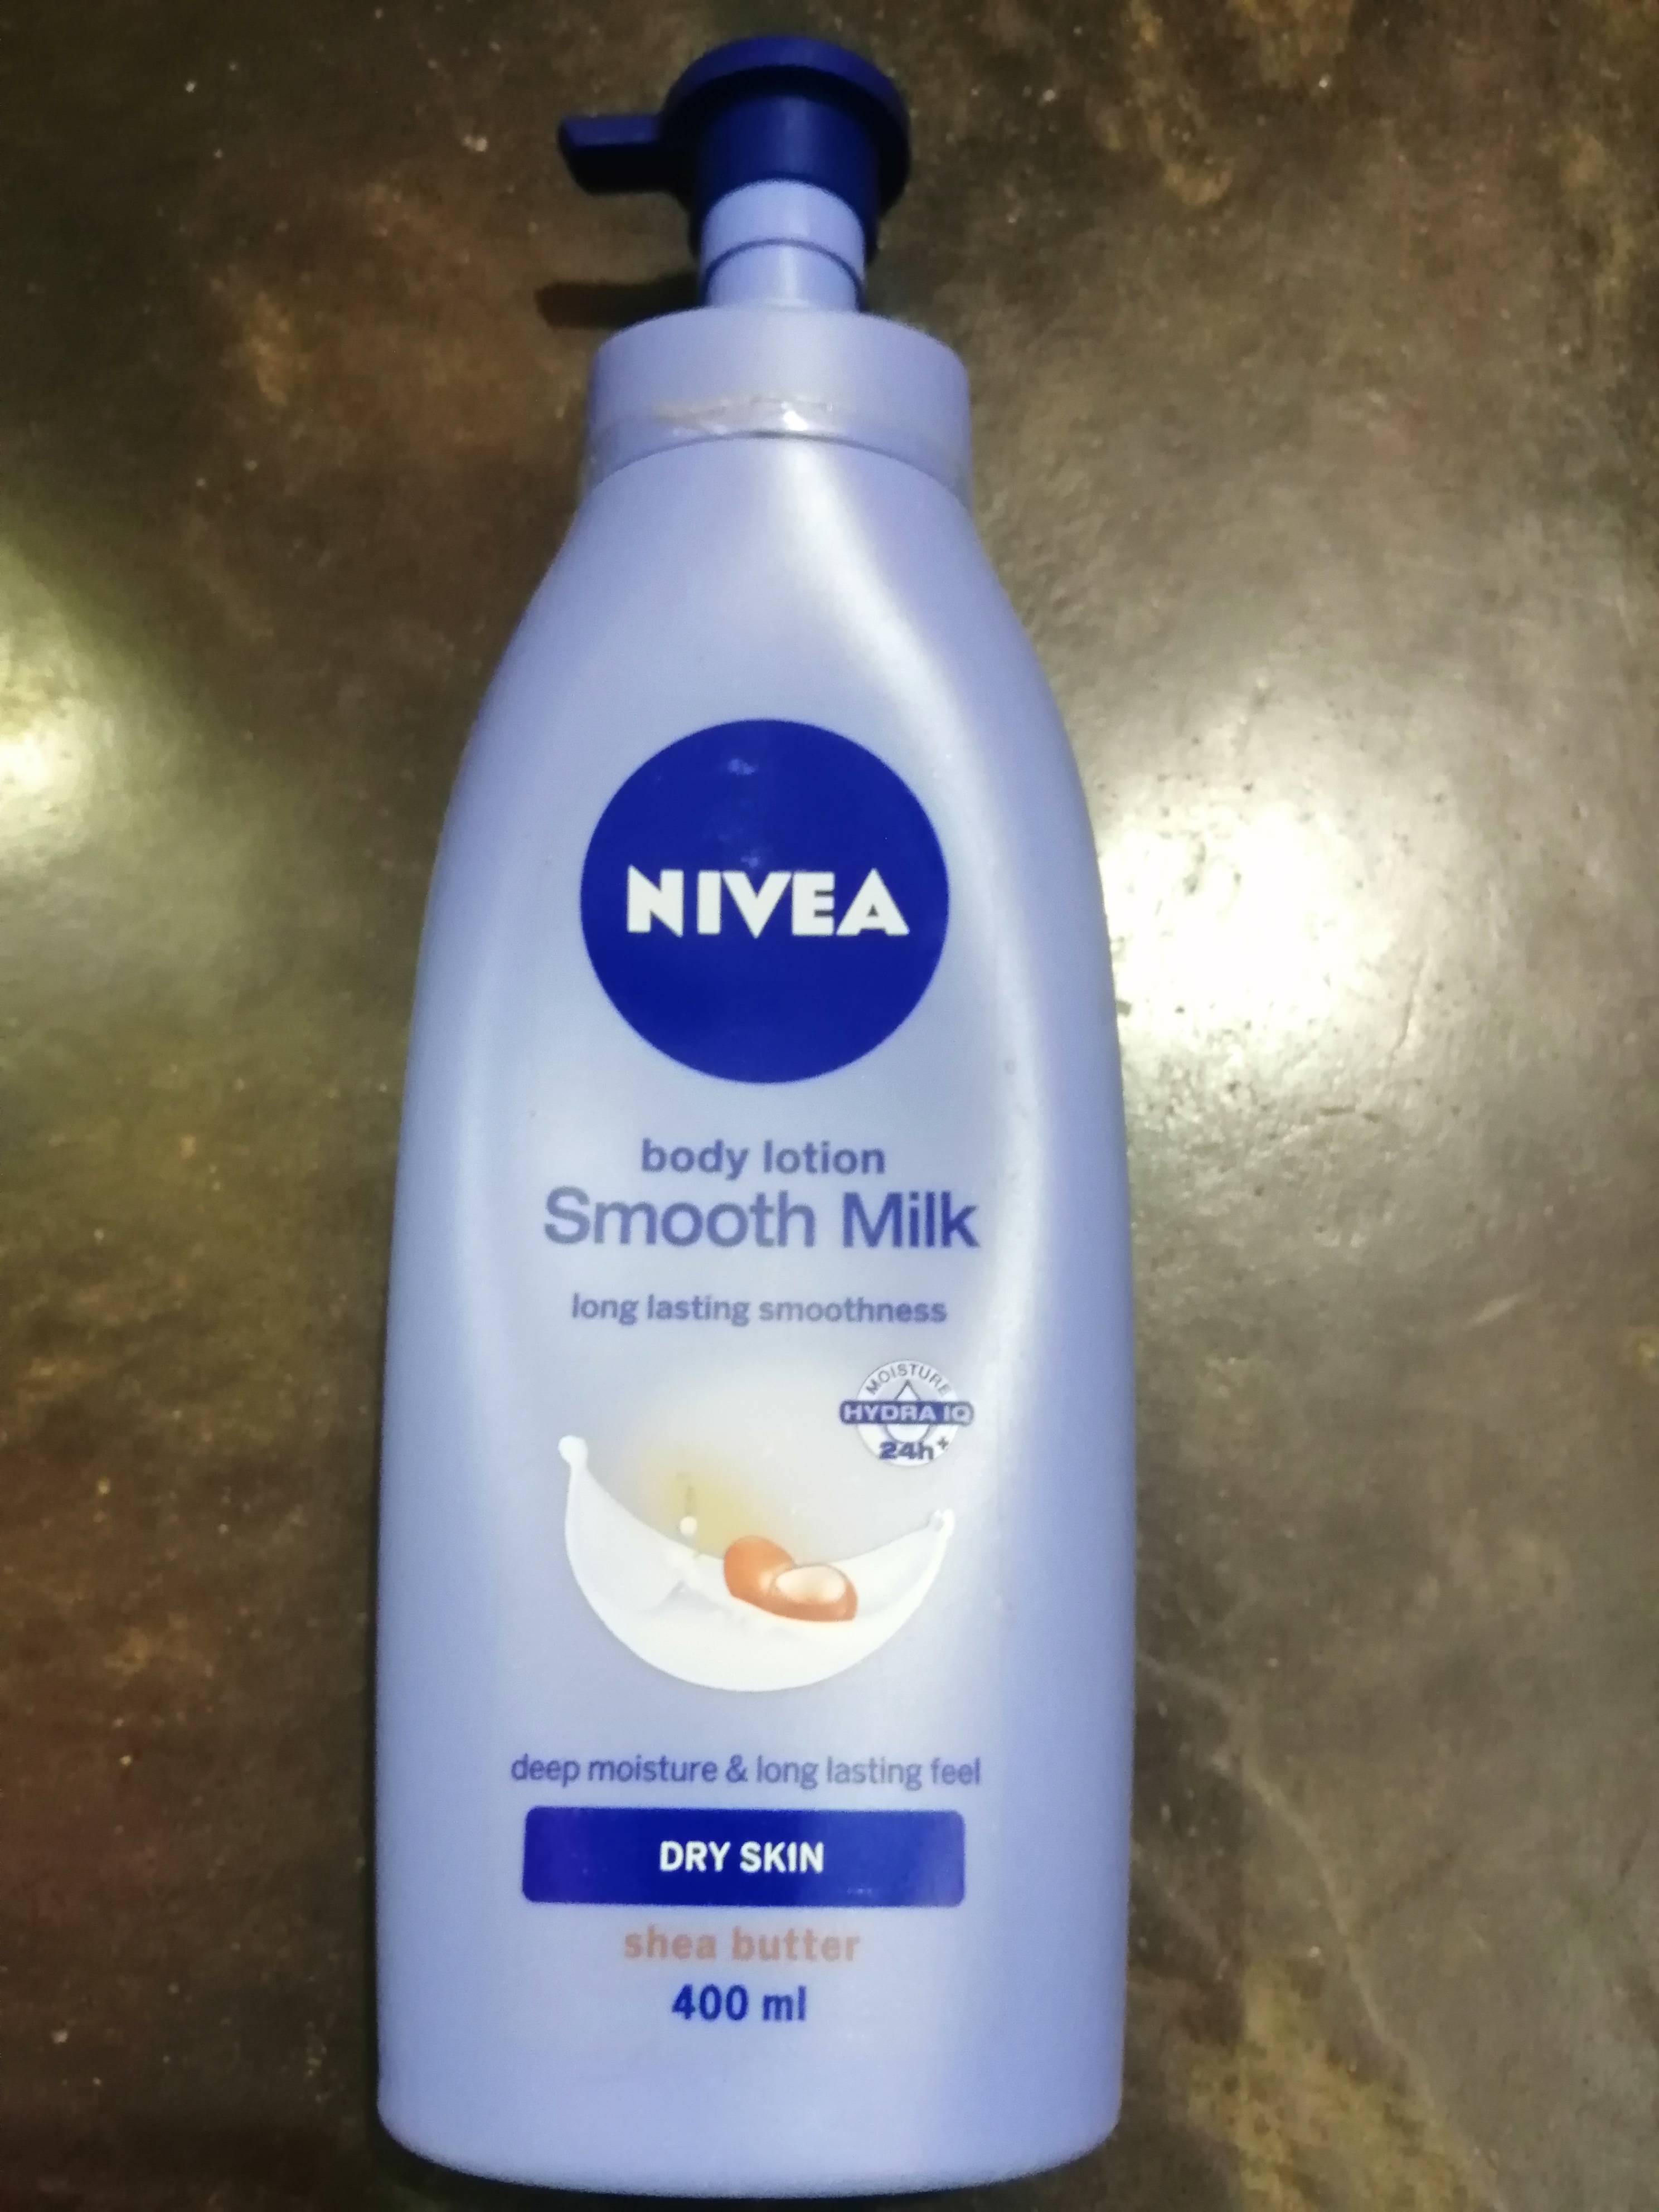 NIVEA
body lotion
Smooth Milk
long lasting smoothness
MOISTURE
HYDRA IQ
24h*
deep moisture & long lasting feel
DRY SKIN
shea butter
400 ml